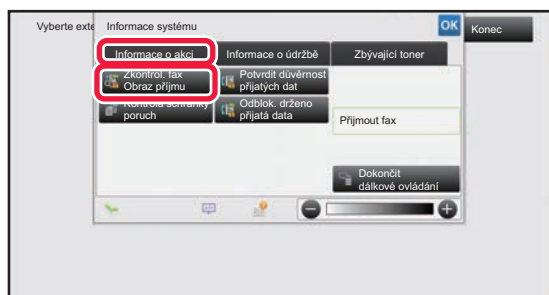 Vyberte exte
Informace systému
OK
Konec
Informace o akci
Informace o údržbě
Zbývající toner
Zkontrol. fax
Obraz příjmu
Potvrdit důvěrnost
přijatých dat
Kontrola schránky
poruch
Odblok. drženo
přijatá data
Přijmout fax
Dokončit
dálkové ovládání